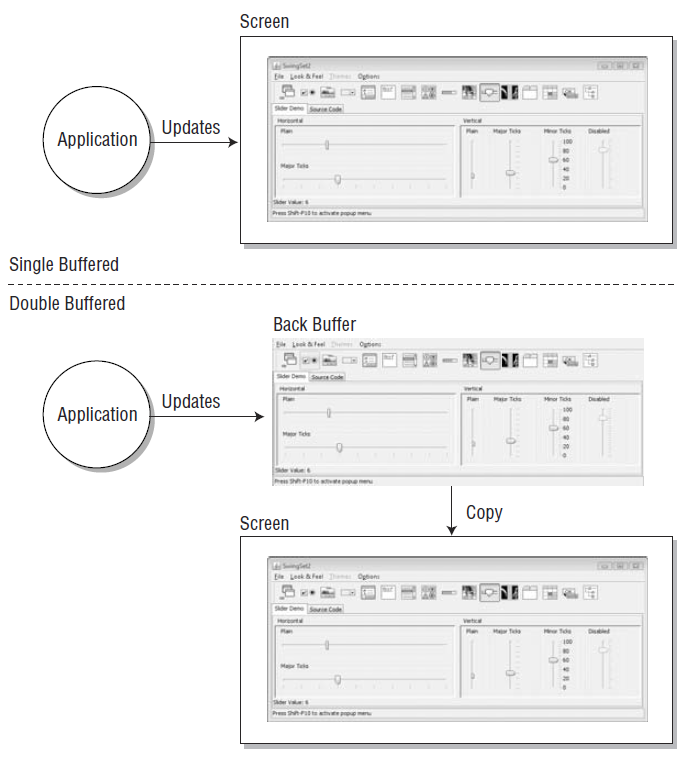 Screen
SwingSet2
File Look & Feel Themes Options
Slider Demo Source Code
Horizontal Vertical
Plain Plain Major Ticks Minor Ticks Disabled
100
80
60
Major Ticks 40
20
0
Slider Value: 6
Press Shift-F10 to activate popup menu
Application Updates
Single Buffered
Double Buffered
Back Buffer
File Look & Feel Themes Options
Slider Demo Source Code
Horizontal Vertical
Plain Plain Major Ticks Minor Ticks Disabled
100
80
60
Major Ticks 40
20
0
Slider Value: 6
Press Shift-F10 to activate popup menu
Application Updates
Copy
Screen
SwingSet2
File Look & Feel Themes Options
Slider Demo Source Code
Horizontal Vertical
Plain Plain Major Ticks Minor Ticks Disabled
100
80
60
Major Ticks 40
20
0
Slider Value: 6
Press Shift-F10 to activate popup menu